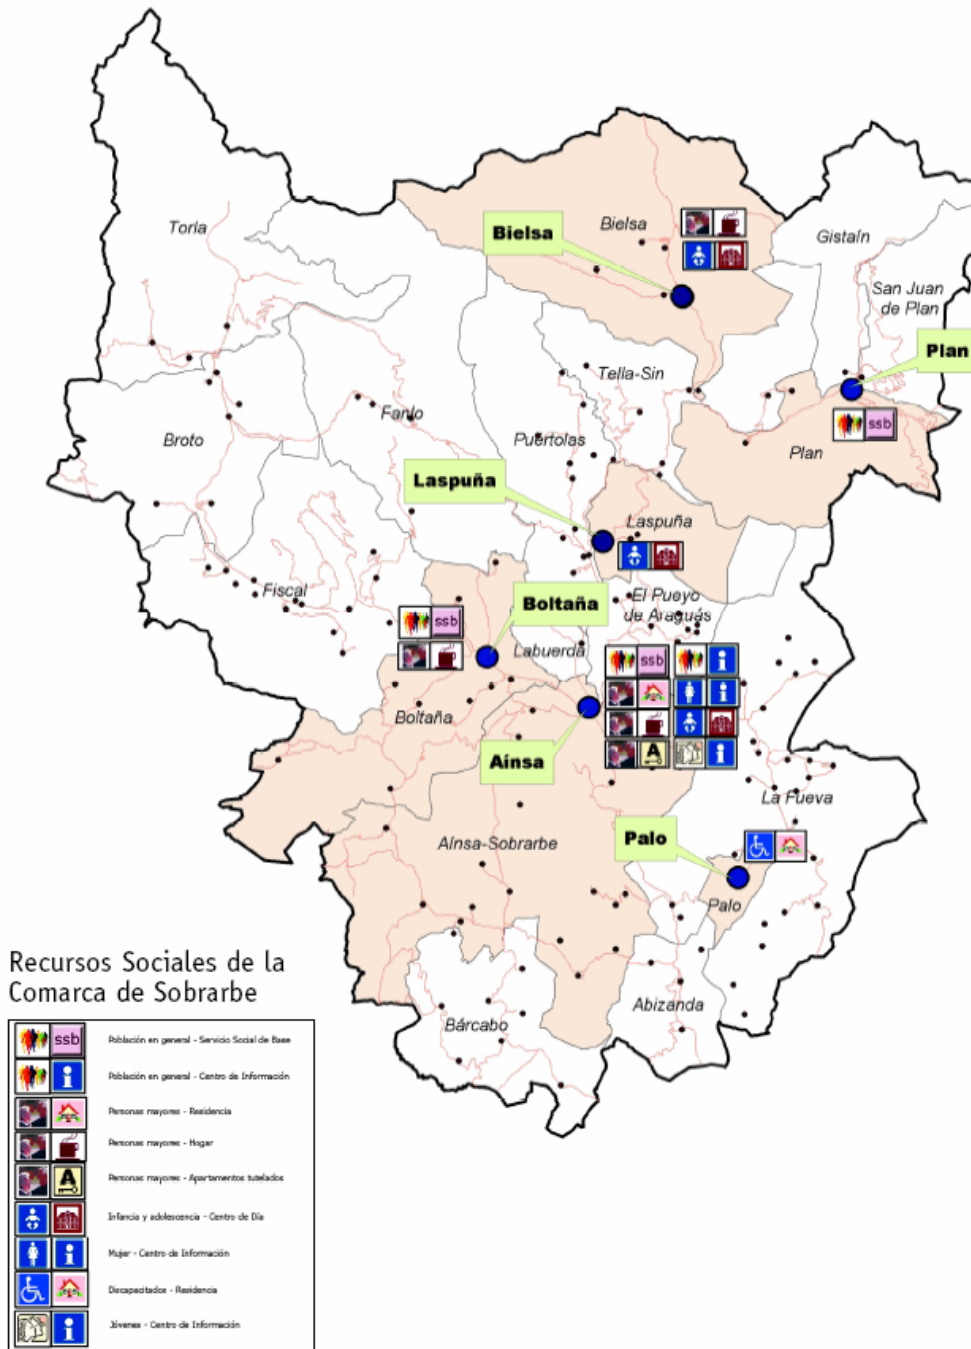 Torla
Bielsa
Bielsa
Gistaín
San Juan
de Plan
Plan
Tella-Sin
Fanlo
Broto
Puertolas
ssb
Plan
Laspuña
Laspuña
Fiscal
Boltaña
El Pueyo
de Araguás
ssb
Labuerda
ssb
i
i
Boltaña
A
i
Aínsa
La Fueva
Palo
Aínsa-Sobrarbe
Palo
Abizanda
Bárcabo
Recursos Sociales de la
Comarca de Sobrarbe
ssb Población en general - Servicio Social de Base
i Población en general - Centro de Información
Personas mayores - Residencia
Personas mayores - Hogar
A Personas mayores - Apartamentos tutelados
Infancia y adolescencia - Centro de Día
i Mujer - Centro de Información
Discapacitados - Residencia
i Jóvenes - Centro de Información